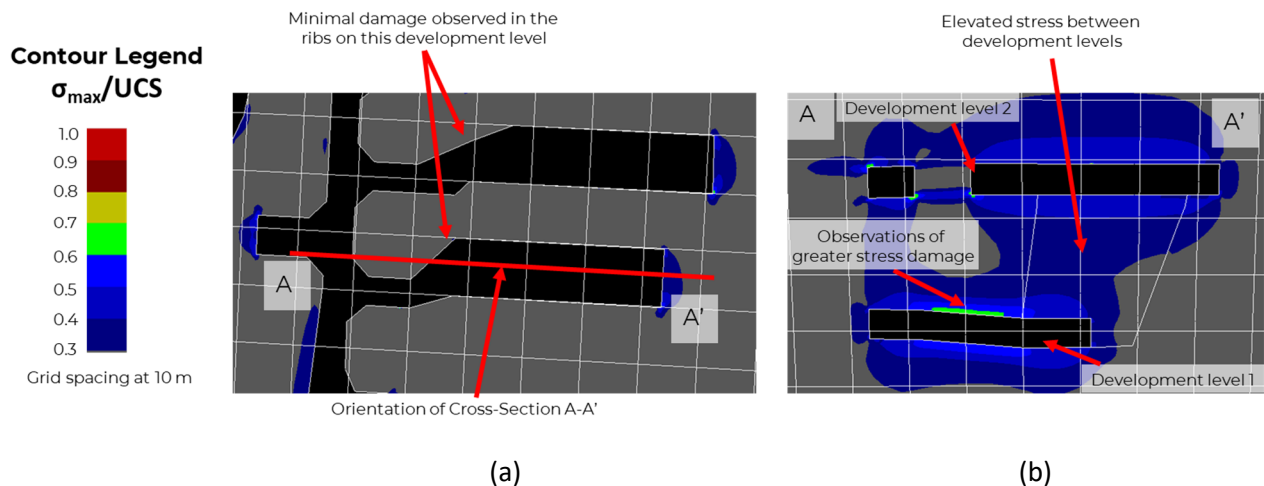 Minimal damage observed in the
ribs on this development level
Elevated stress between
development levels
Contour Legend
σmax/UCS
1.0
0.9
0.8
0.7
0.6
0.5
0.4
0.3
Grid spacing at 10 m
A
A’
Orientation of Cross-Section A-A’
A
Development level 2
A’
Observations of
greater stress damage
Development level 1
(a)
(b)